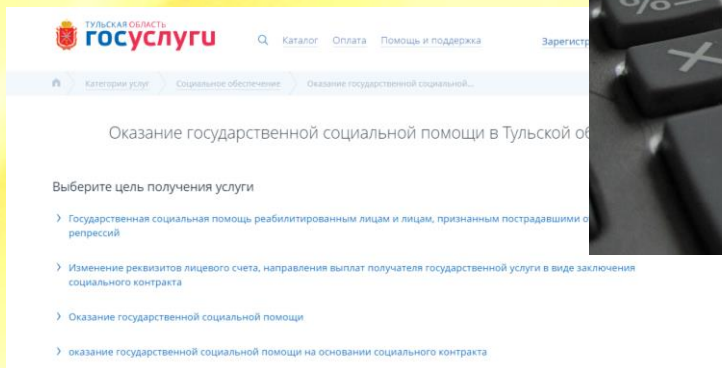 ТУЛЬСКАЯ ОБЛАСТЬ
госуслуги
Каталог Оплата Помощь и поддержка
Категории услуг Социальное обеспечение Оказание государственной социальной...
Оказание государственной социальной помощи в Тульской
Выберите цель получения услуги
Государственная социальная помощь реабилитированным лицам и лицам, признанным пострадавшими
репрессий
Изменение реквизитов лицевого счета, направления выплат получателя государственной услуги в виде заключения
социального контракта
Оказание государственной социальной помощи
оказание государственной социальной помощи на основании социального контракта